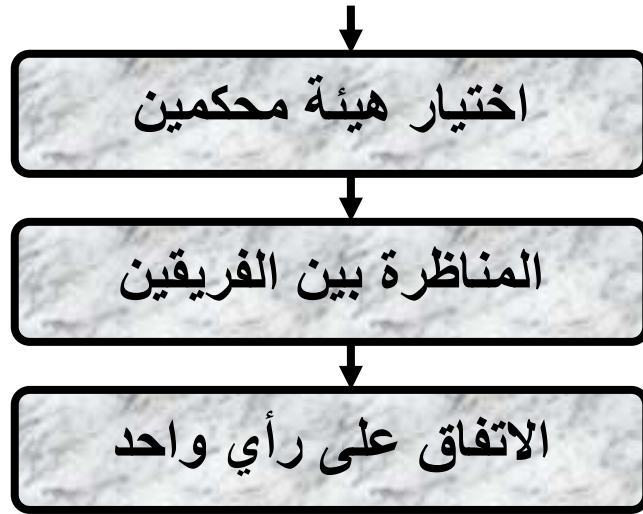 اختيار هيئة محكمين
المناظرة بين الفريقين
الاتفاق على رأي واحد